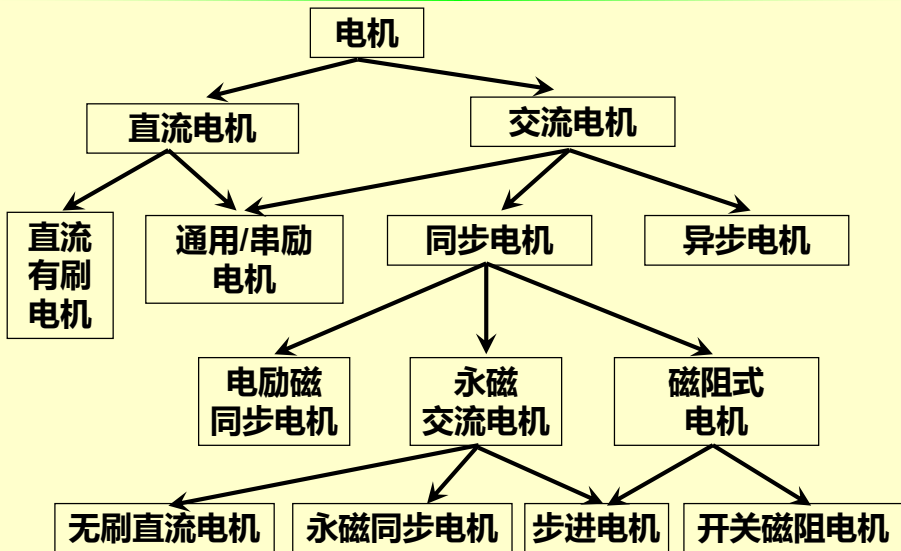 电机
直流电机
交流电机
直流
有刷
电机
通用/串励
电机
同步电机
异步电机
电励磁
同步电机
永磁
交流电机
磁阻式
电机
无刷直流电机
永磁同步电机
步进电机
开关磁阻电机